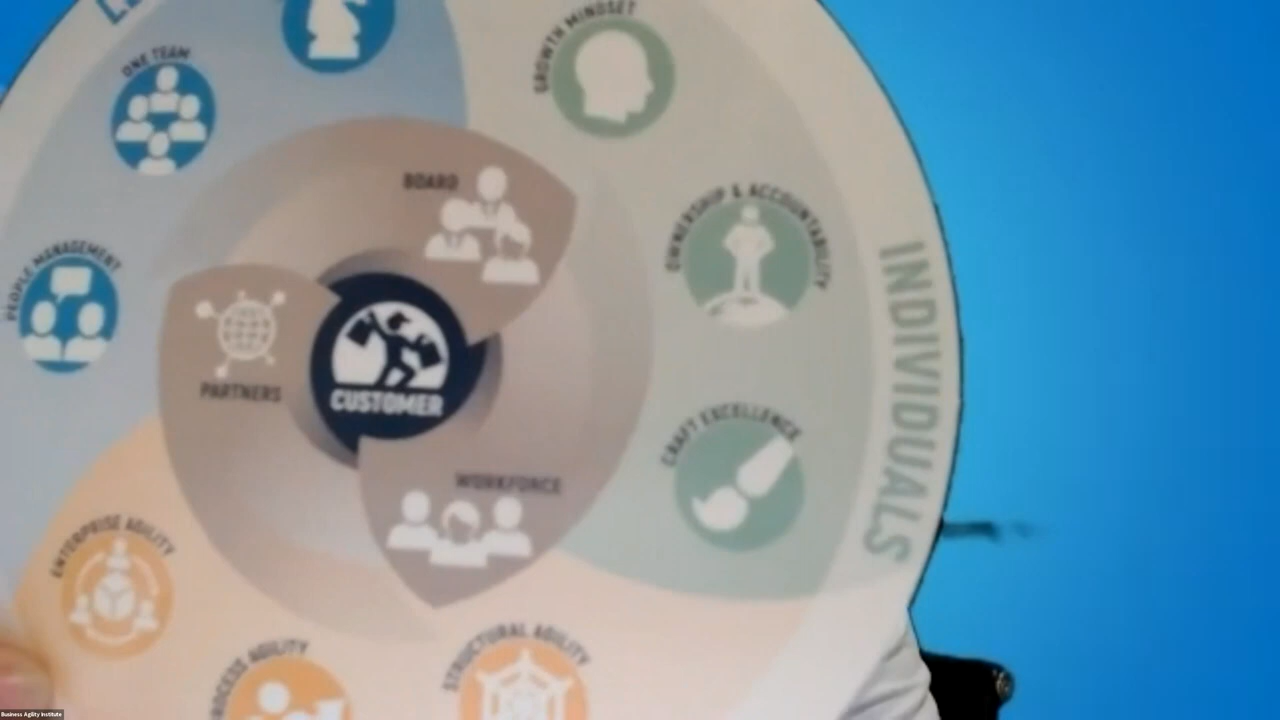 ONE TEAM
GROWTH MINDSET
BOARD
OWNERSHIP & ACCOUNTABILITY
PEOPLE MANAGEMENT
INDIVIDUALS
PARTNERS
CUSTOMER
CRAFT EXCELLENCE
WORKFORCE
ENTERPRISE AGILITY
STRUCTURAL AGILITY
AGILITY
Business Agility Institute